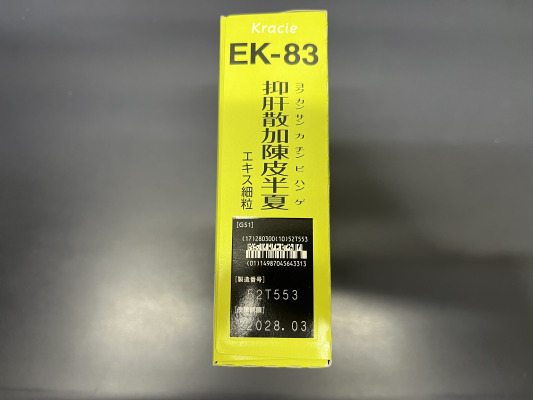 Kracie
EK-83
抑肝散加陳皮半夏
ヨク カン サン カ チン ピ ハン ゲ
エキス細粒
[GS1]
(17)280300(10)52T553
(01)14987045643313
[製造番号]
52T553
2028.03